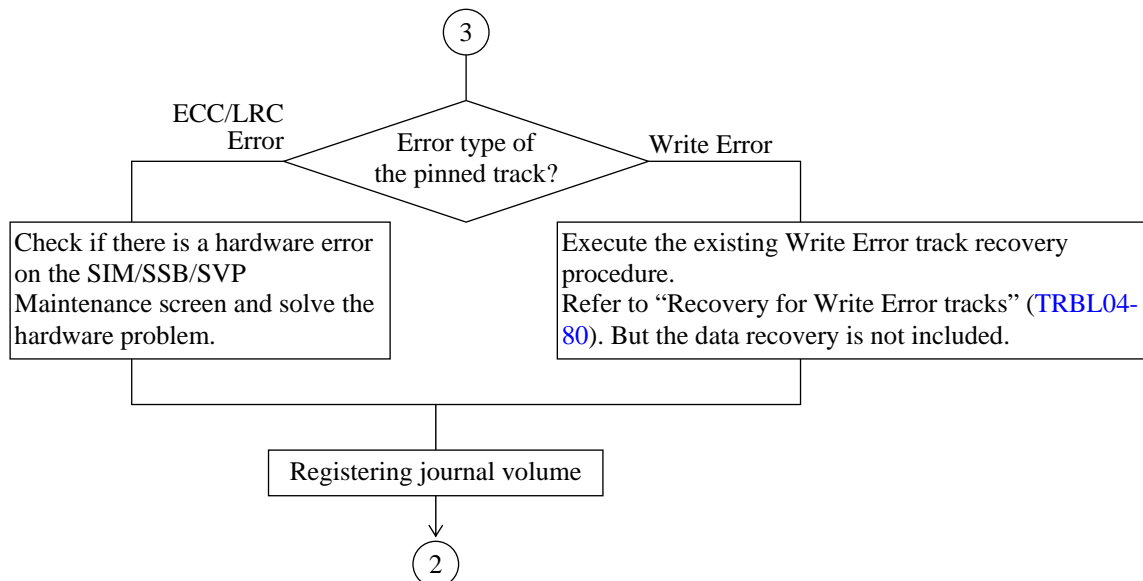 3
ECC/LRC
Error
Error type of
the pinned track?
Write Error
Check if there is a hardware error
on the SIM/SSB/SVP
Maintenance screen and solve the
hardware problem.
Execute the existing Write Error track recovery
procedure.
Refer to “Recovery for Write Error tracks” (TRBL04-
80). But the data recovery is not included.
Registering journal volume
2